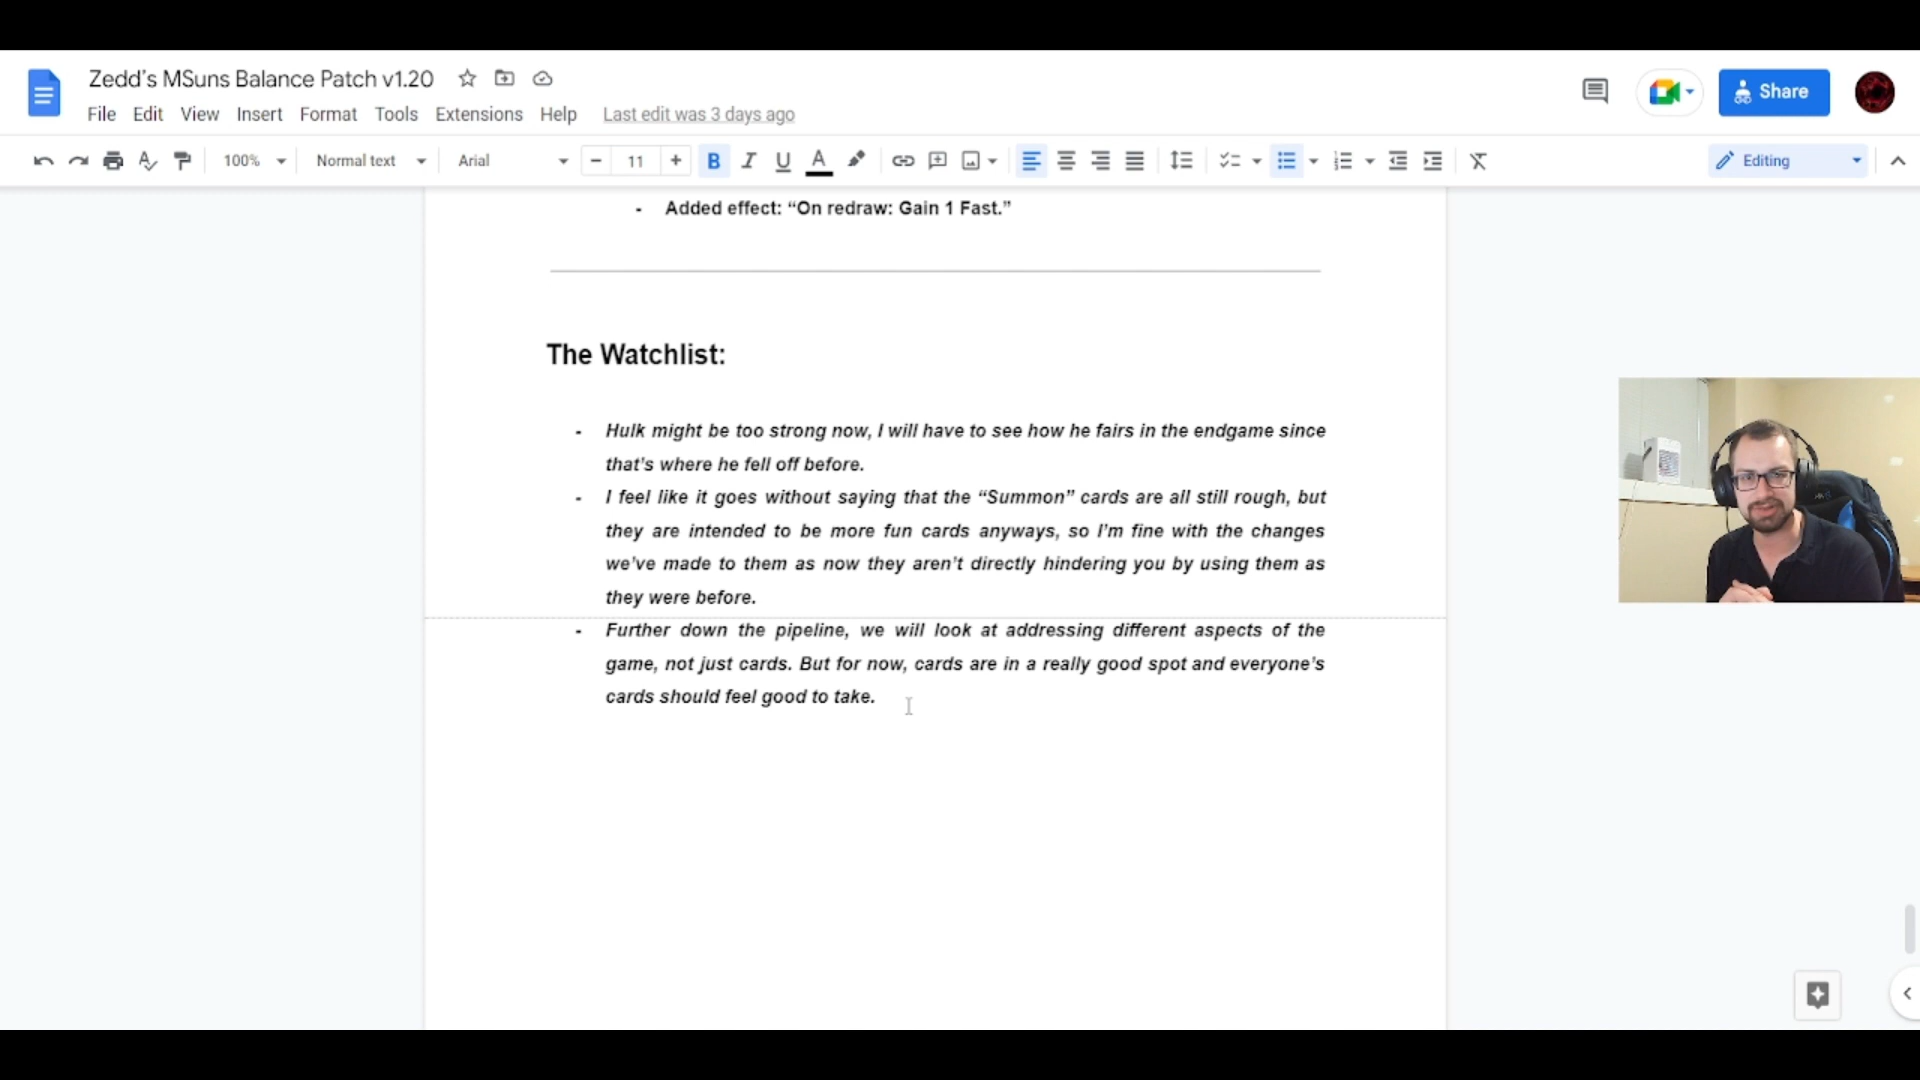 Zedd's MSuns Balance Patch v1.20
File Edit View Insert Format Tools Extensions Help Last edit was 3 days ago
Share
100% Normal text Arial 11 Editing
- Added effect: “On redraw: Gain 1 Fast.”
The Watchlist:
- Hulk might be too strong now, I will have to see how he fairs in the endgame since
that’s where he fell off before.
- I feel like it goes without saying that the “Summon” cards are all still rough, but
they are intended to be more fun cards anyways, so I’m fine with the changes
we’ve made to them as now they aren’t directly hindering you by using them as
they were before.
- Further down the pipeline, we will look at addressing different aspects of the
game, not just cards. But for now, cards are in a really good spot and everyone’s
cards should feel good to take.